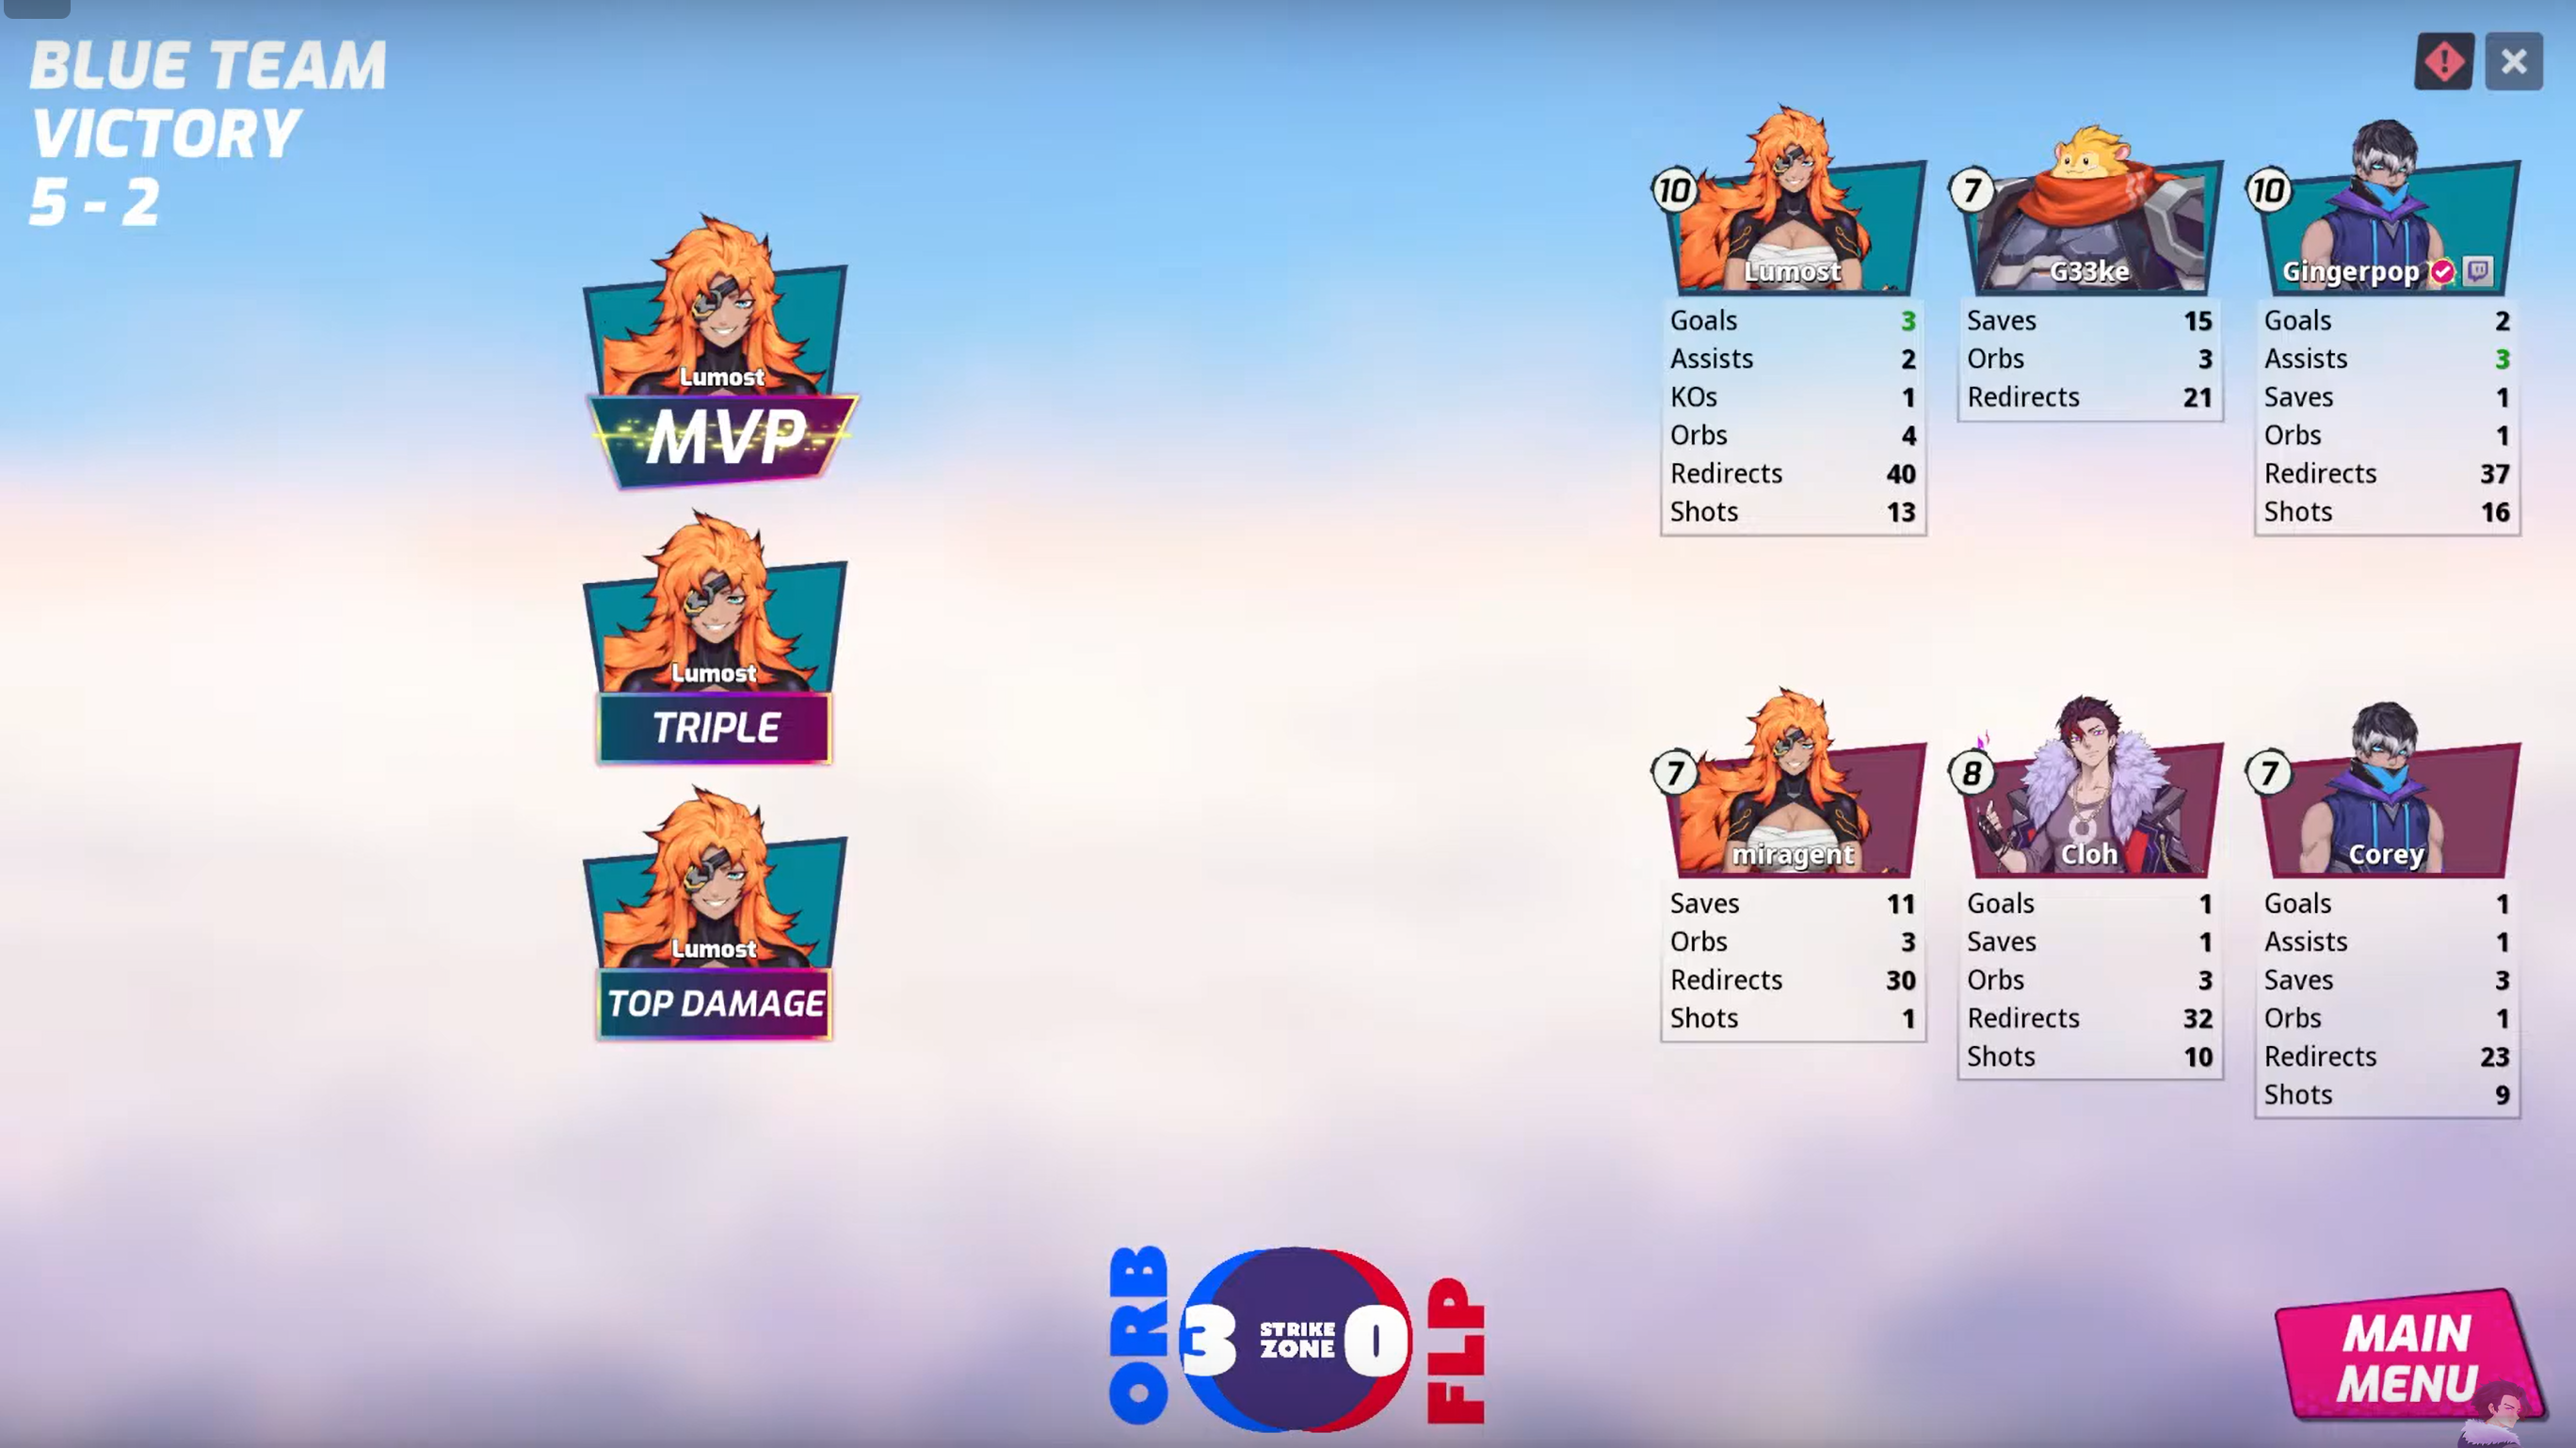 BLUE TEAM
VICTORY
5 - 2
Lumost
MVP
Lumost
TRIPLE
Lumost
TOP DAMAGE
10
Lumost
Goals 3
Assists 2
KOs 1
Orbs 4
Redirects 40
Shots 13
7
G33ke
Saves 15
Orbs 3
Redirects 21
10
Gingerpop
Goals 2
Assists 3
Saves 1
Orbs 1
Redirects 37
Shots 16
7
miragent
Saves 11
Orbs 3
Redirects 30
Shots 1
8
Cloh
Goals 1
Saves 1
Orbs 3
Redirects 32
Shots 10
7
Corey
Goals 1
Assists 1
Saves 3
Orbs 1
Redirects 23
Shots 9
ORB
3
STRIKE
ZONE
0
FLP
MAIN
MENU